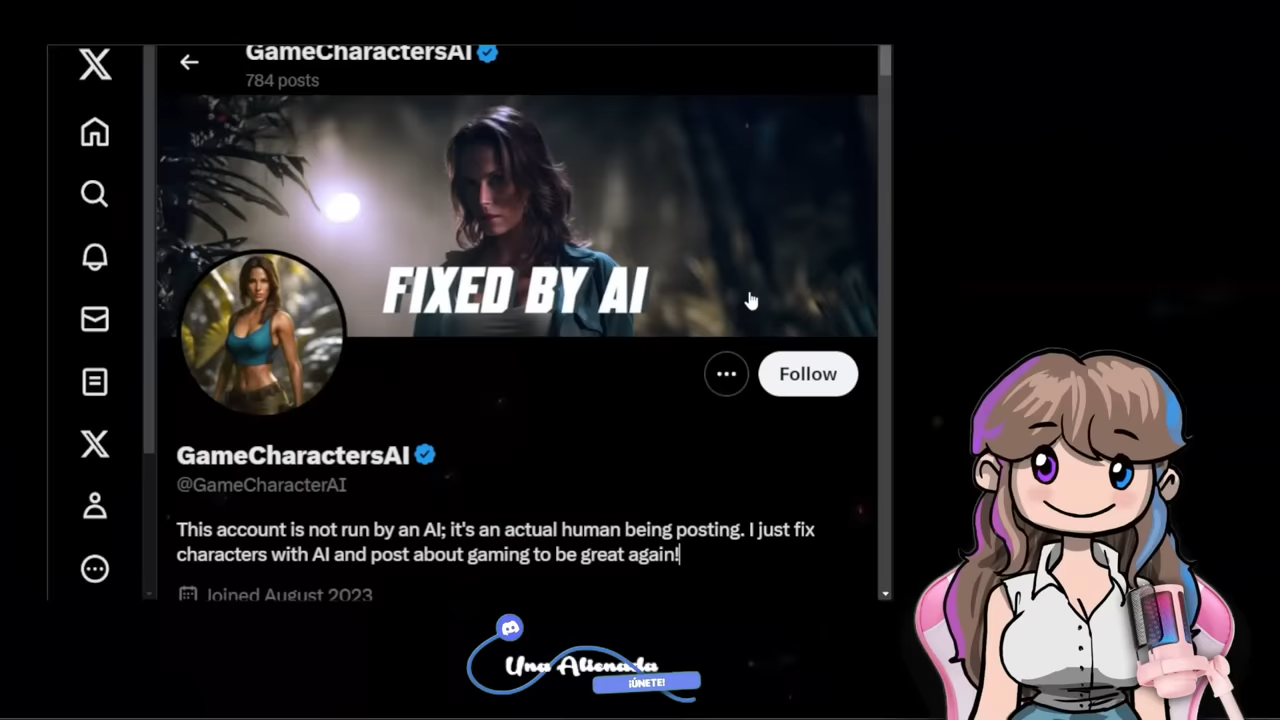 GameCharactersAI
784 posts
FIXED BY AI
Follow
GameCharactersAI
@GameCharacterAI
This account is not run by an AI; it's an actual human being posting. I just fix
characters with AI and post about gaming to be great again!
Joined August 2023
Una Alienada
¡ÚNETE!